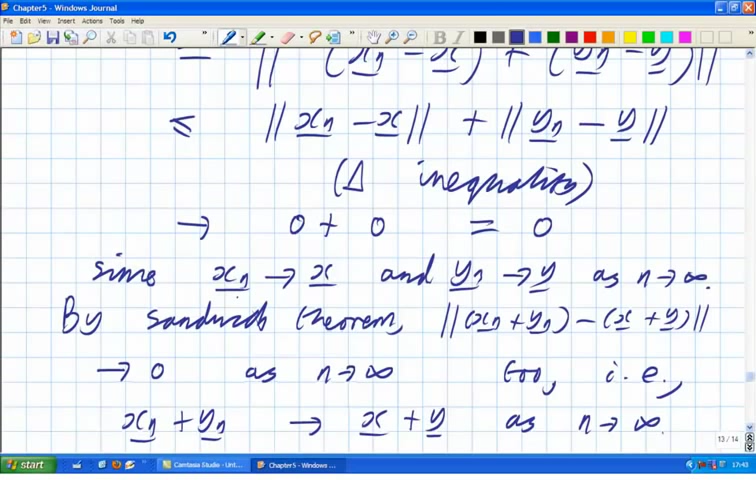 Chapter5 - Windows Journal
File Edit View Insert Actions Tools Help
B
= || (xn - x) + (yn - y) ||
≤ || xn - x || + || yn - y ||
(Δ inequality)
→ 0 + 0 = 0
since xn → x and yn → y as n → ∞.
By sandwich theorem, ||(xn + yn) - (x + y)||
→ 0 as n → ∞ too, i.e.,
xn + yn → x + y as n → ∞.
13 / 14
start Camtasia Studio - Unt... Chapter5 - Windows J... 17:43